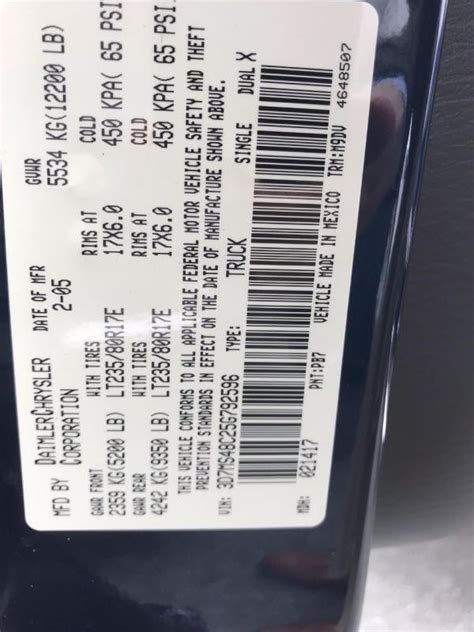 MFD BY DAIMLERCHRYSLER CORPORATION DATE OF MFR 2-05 GVWR 5534 KG(12200 LB)
GAWR FRONT WITH TIRES RIMS AT COLD
2359 KG(5200 LB) LT235/80R17E 17X6.0 450 KPA( 65 PSI
GAWR REAR WITH TIRES RIMS AT COLD
4242 KG(9350 LB) LT235/80R17E 17X6.0 450 KPA( 65 PSI
THIS VEHICLE CONFORMS TO ALL APPLICABLE FEDERAL MOTOR VEHICLE SAFETY AND THEFT
PREVENTION STANDARDS IN EFFECT ON THE DATE OF MANUFACTURE SHOWN ABOVE.
VIN: 3D7MS48C25G792596 TYPE: TRUCK SINGLE DUAL X
MDH: 021417 PNT:PB7 VEHICLE MADE IN MEXICO TRM:M9DV 4648507